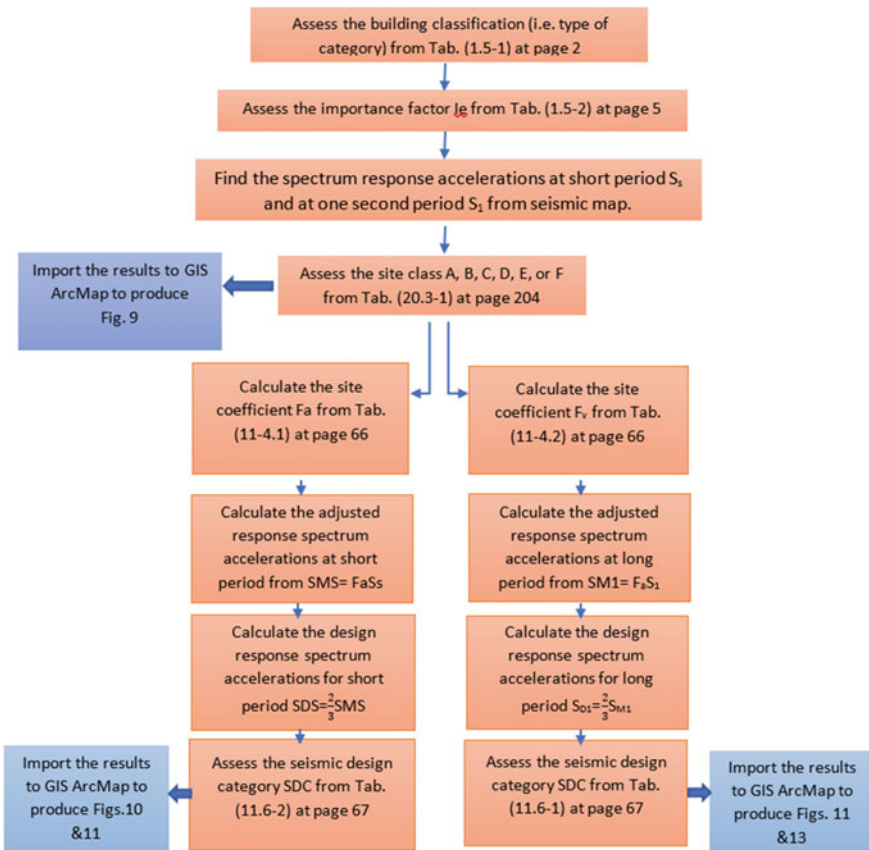 Assess the building classification (i.e. type of
category) from Tab. (1.5-1) at page 2
Assess the importance factor Ie from Tab. (1.5-2) at page 5
Find the spectrum response accelerations at short period Sₛ
and at one second period S₁ from seismic map.
Import the results to GIS
ArcMap to produce
Fig. 9
Assess the site class A, B, C, D, E, or F
from Tab. (20.3-1) at page 204
Calculate the site
coefficient Fa from Tab.
(11-4.1) at page 66
Calculate the site
coefficient Fᵥ from Tab.
(11-4.2) at page 66
Calculate the adjusted
response spectrum
accelerations at short
period from SMS= FaSs
Calculate the adjusted
response spectrum
accelerations at long
period from SM1= FₐS₁
Calculate the design
response spectrum
accelerations for short
period SDS=2/3SMS
Calculate the design
response spectrum
accelerations for long
period S_D1=2/3S_M1
Import the results
to GIS ArcMap to
produce Figs.10
&11
Assess the seismic design
category SDC from Tab.
(11.6-2) at page 67
Assess the seismic design
category SDC from Tab.
(11.6-1) at page 67
Import the results
to GIS ArcMap to
produce Figs. 11
&13